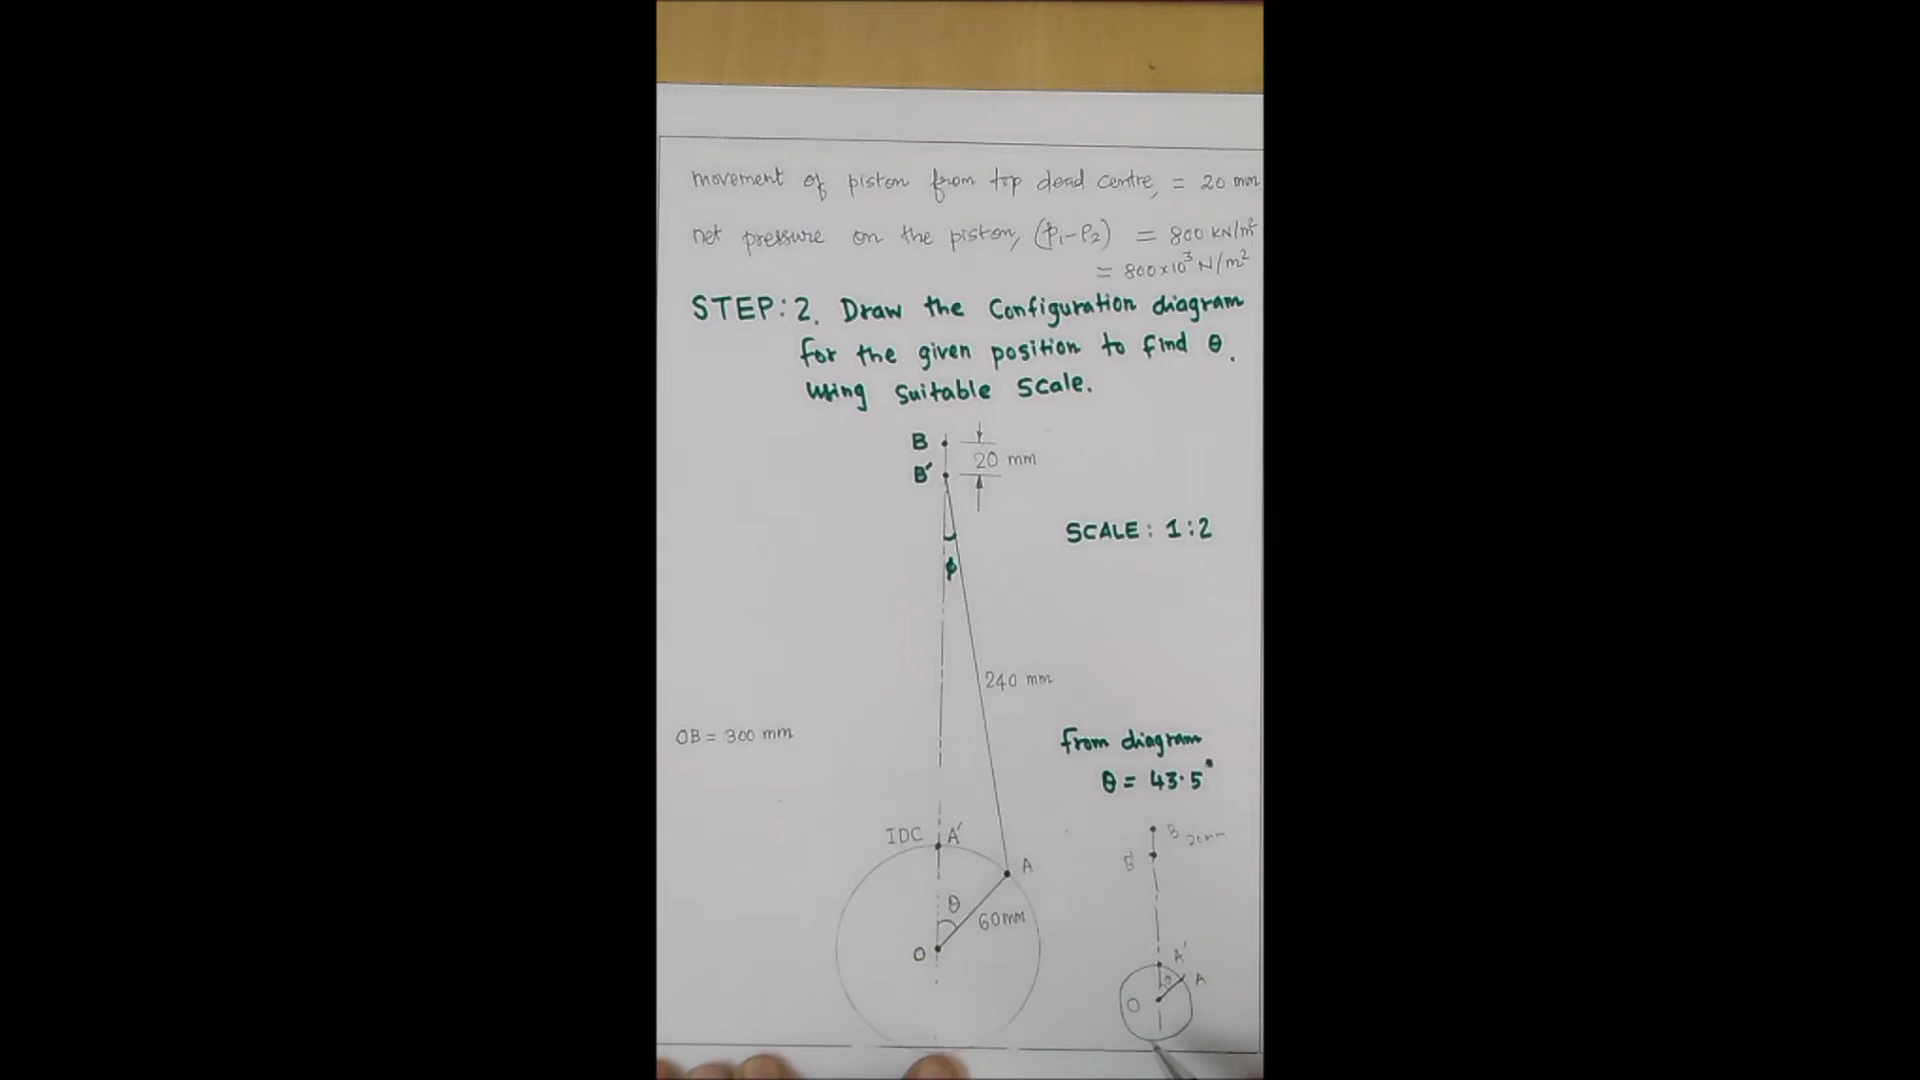 movement of piston from top dead centre, = 20 mm
net pressure on the piston, (P₁-P₂) = 800 KN/m²
= 800×10³ N/m²
STEP: 2. Draw the Configuration diagram
for the given position to find θ.
using Suitable Scale.
B
20 mm
B'
SCALE: 1:2
ϕ
240 mm
OB = 300 mm
from diagram
θ = 43.5°
IDC A'
B 20mm
B'
A
θ
60mm
O
A'
A
θ
O